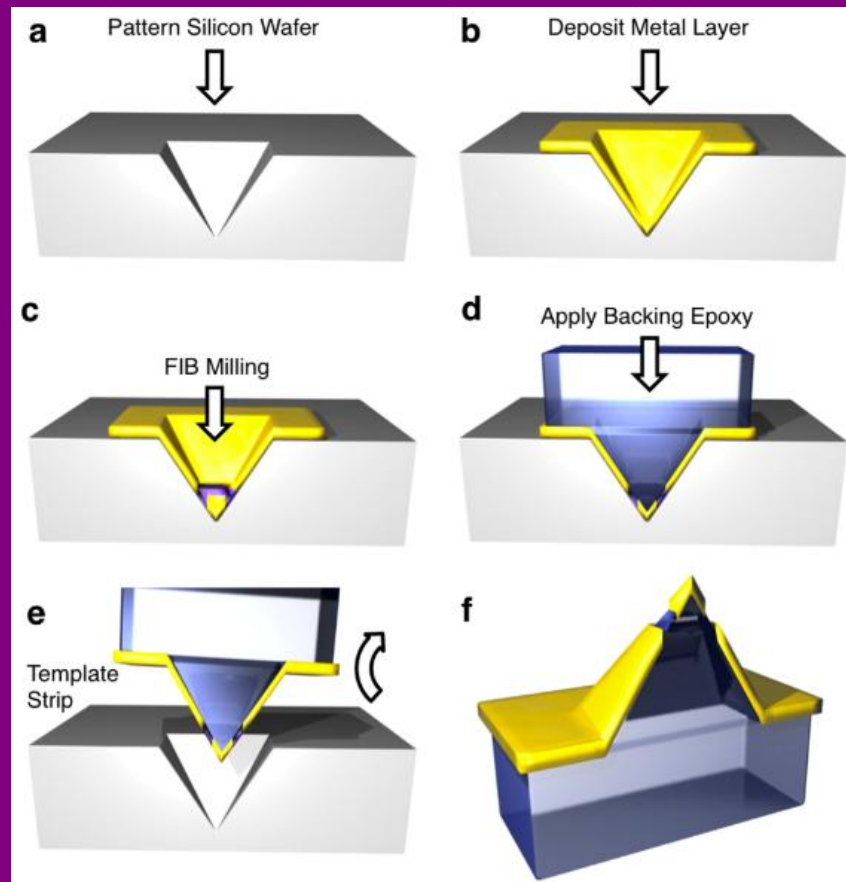 a
Pattern Silicon Wafer
b
Deposit Metal Layer
c
FIB Milling
d
Apply Backing Epoxy
e
Template
Strip
f